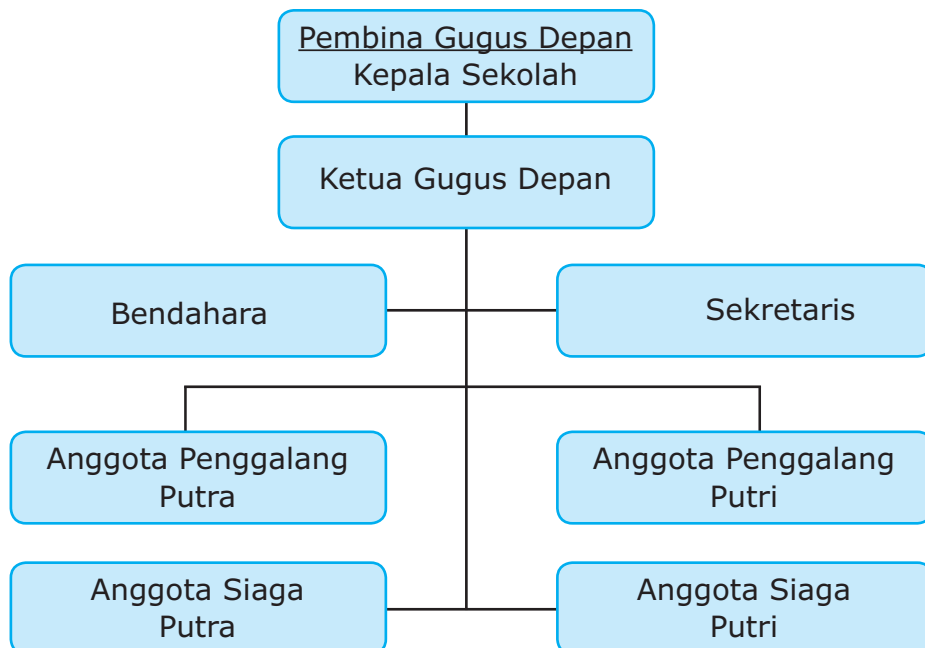 Pembina Gugus Depan
Kepala Sekolah
Ketua Gugus Depan
Bendahara
Sekretaris
Anggota Penggalang
Putra
Anggota Penggalang
Putri
Anggota Siaga
Putra
Anggota Siaga
Putri